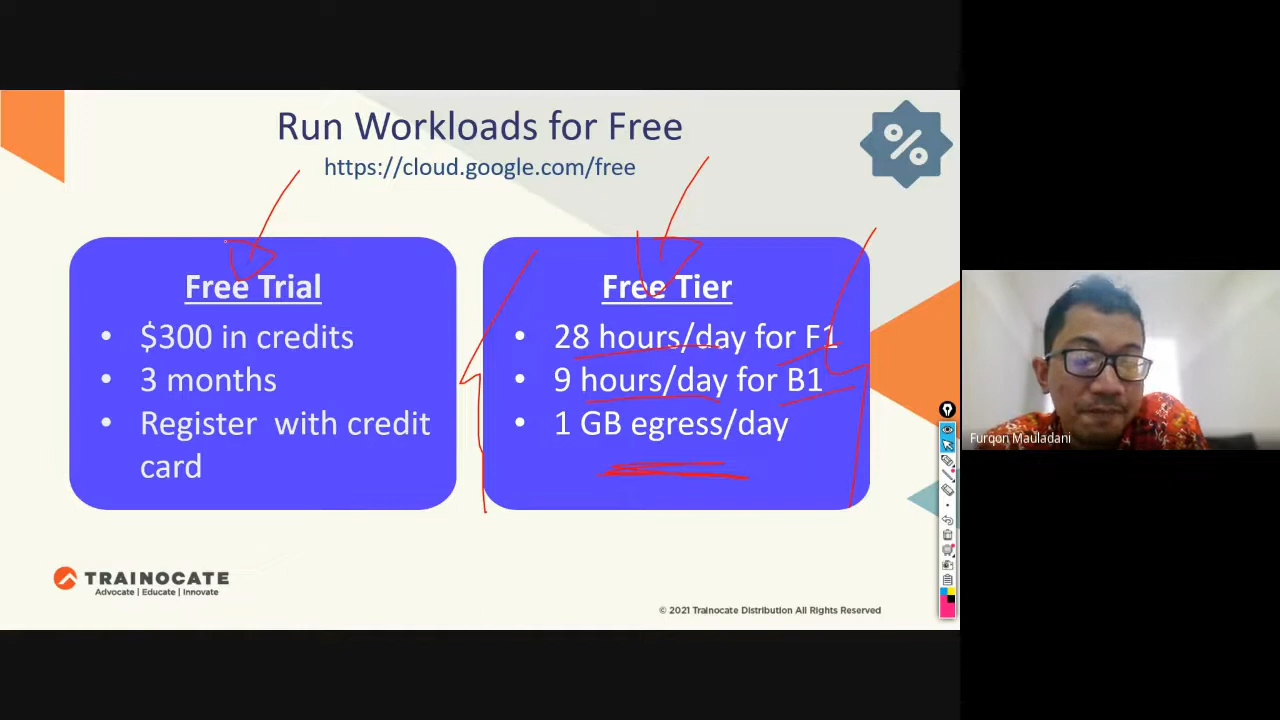 Run Workloads for Free
https://cloud.google.com/free
%
Free Trial
• $300 in credits
• 3 months
• Register with credit
card
Free Tier
• 28 hours/day for F1
• 9 hours/day for B1
• 1 GB egress/day
TRAINOCATE
Advocate | Educate | Innovate
© 2021 Trainocate Distribution All Rights Reserved
Furqon Mauladani